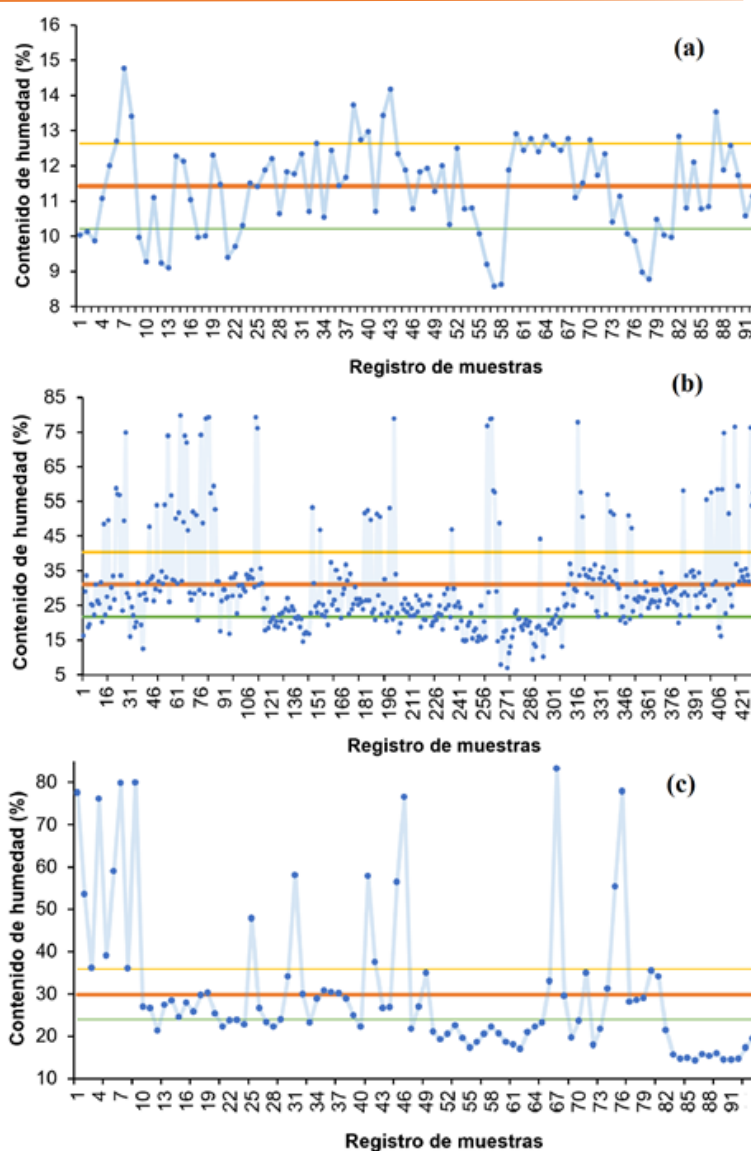 (a)
Contenido de humedad (%)
16
15
14
13
12
11
10
9
8
1 4 7 10 13 16 19 22 25 28 31 34 37 40 43 46 49 52 55 58 61 64 67 70 73 76 79 82 85 88 91
Registro de muestras
(b)
Contenido de humedad (%)
85
75
65
55
45
35
25
15
5
1 16 31 46 61 76 91 106 121 136 151 166 181 196 211 226 241 256 271 286 301 316 331 346 361 376 391 406 421
Registro de muestras
(c)
Contenido de humedad (%)
80
70
60
50
40
30
20
10
1 4 7 10 13 16 19 22 25 28 31 34 37 40 43 46 49 52 55 58 61 64 67 70 73 76 79 82 85 88 91
Registro de muestras